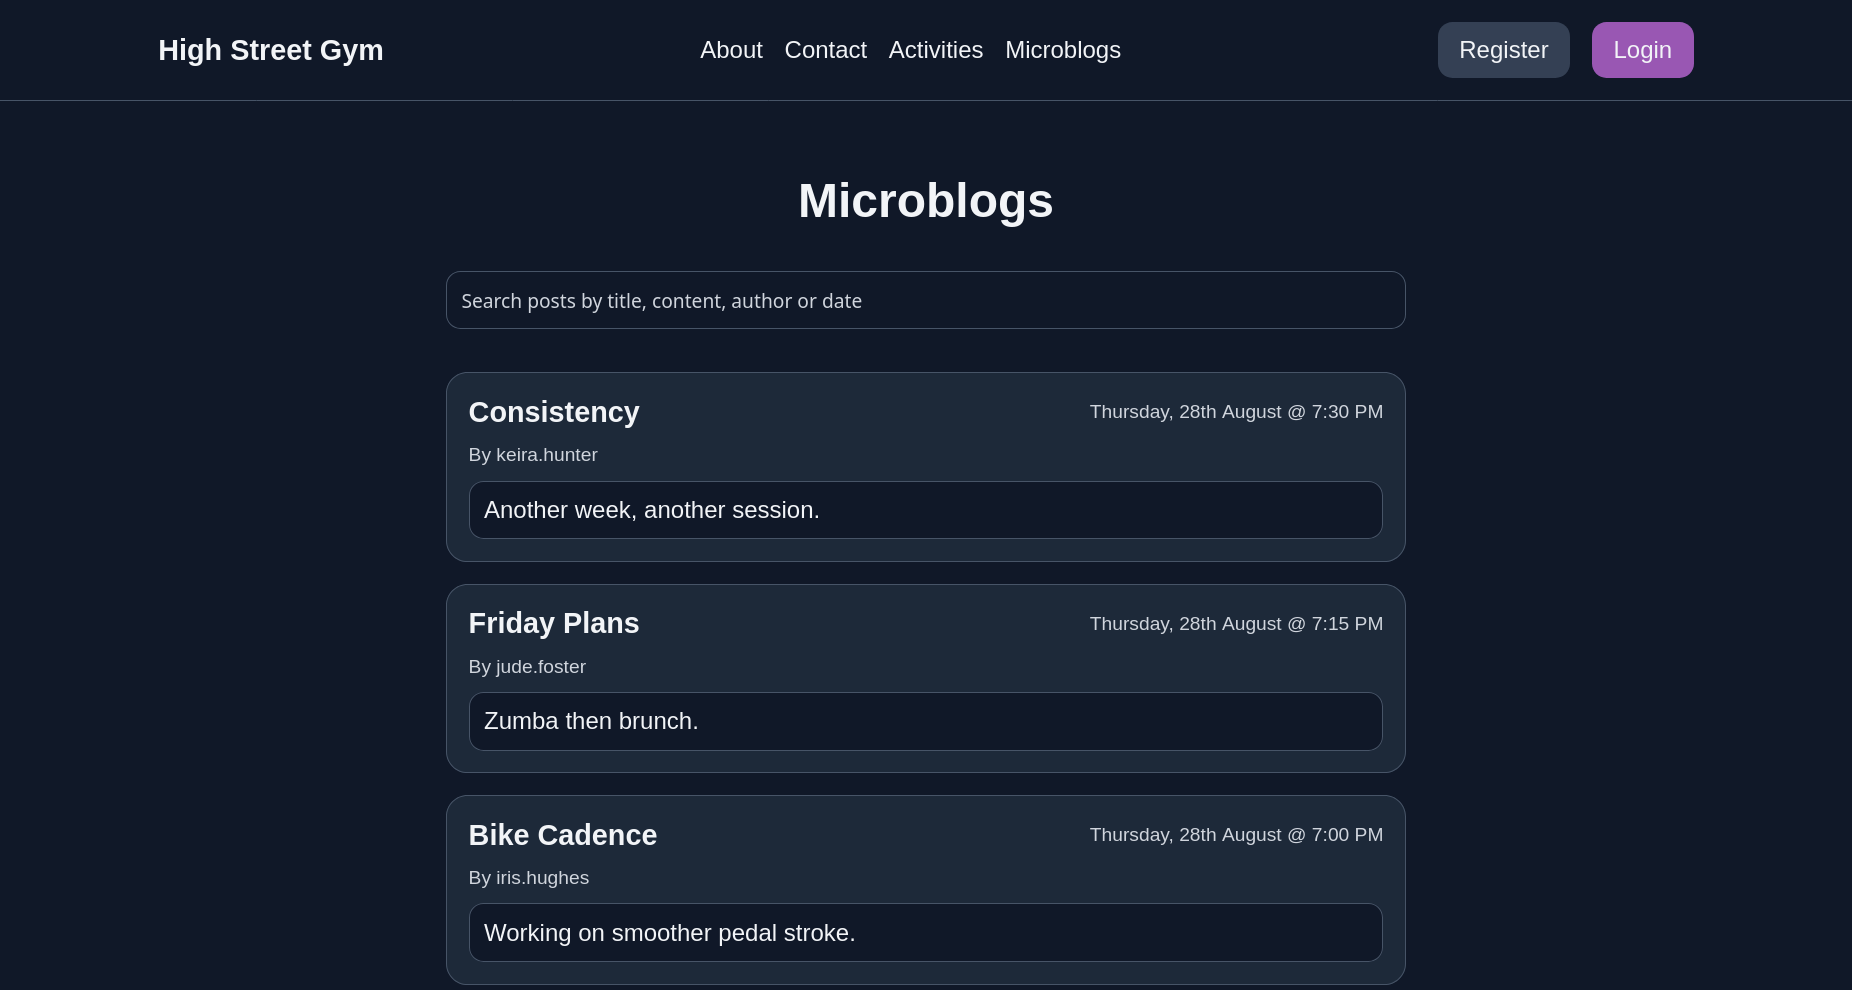 High Street Gym
About Contact Activities Microblogs
Register
Login
Microblogs
Search posts by title, content, author or date
Consistency
Thursday, 28th August @ 7:30 PM
By keira.hunter
Another week, another session.
Friday Plans
Thursday, 28th August @ 7:15 PM
By jude.foster
Zumba then brunch.
Bike Cadence
Thursday, 28th August @ 7:00 PM
By iris.hughes
Working on smoother pedal stroke.